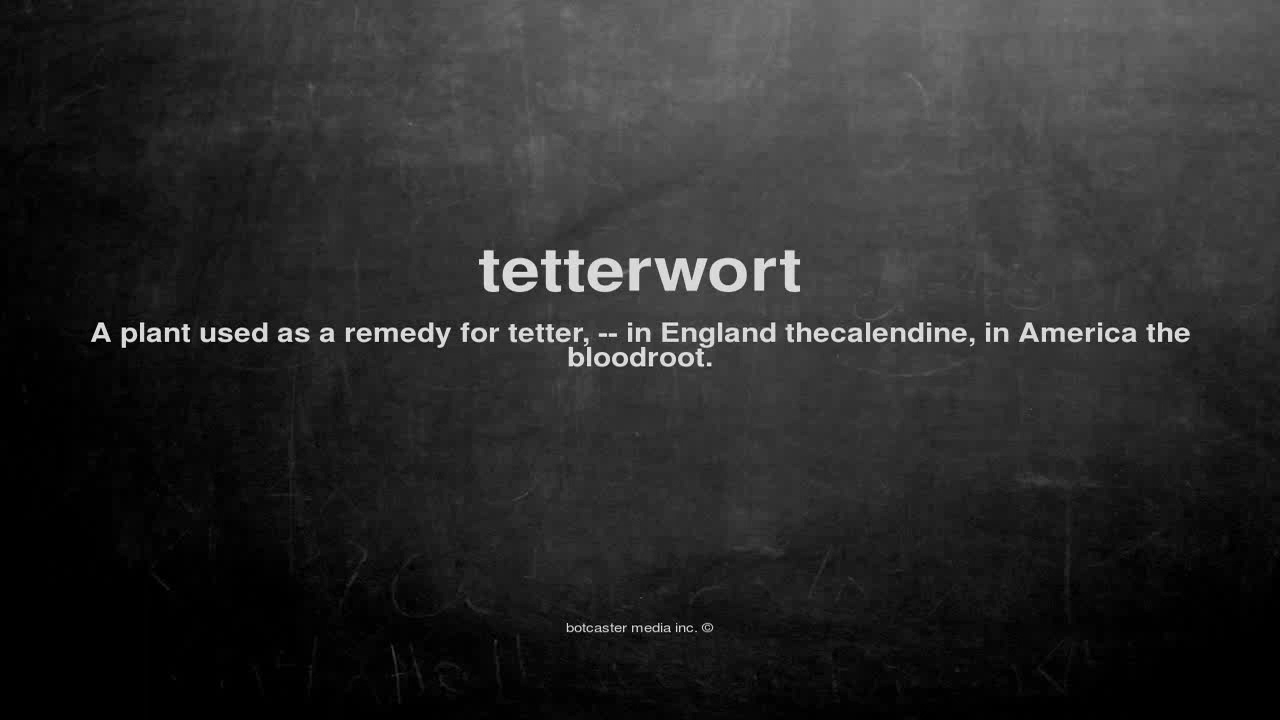 tetterwort
A plant used as a remedy for tetter, -- in England thecalendine, in America the
bloodroot.
botcaster media inc. ©